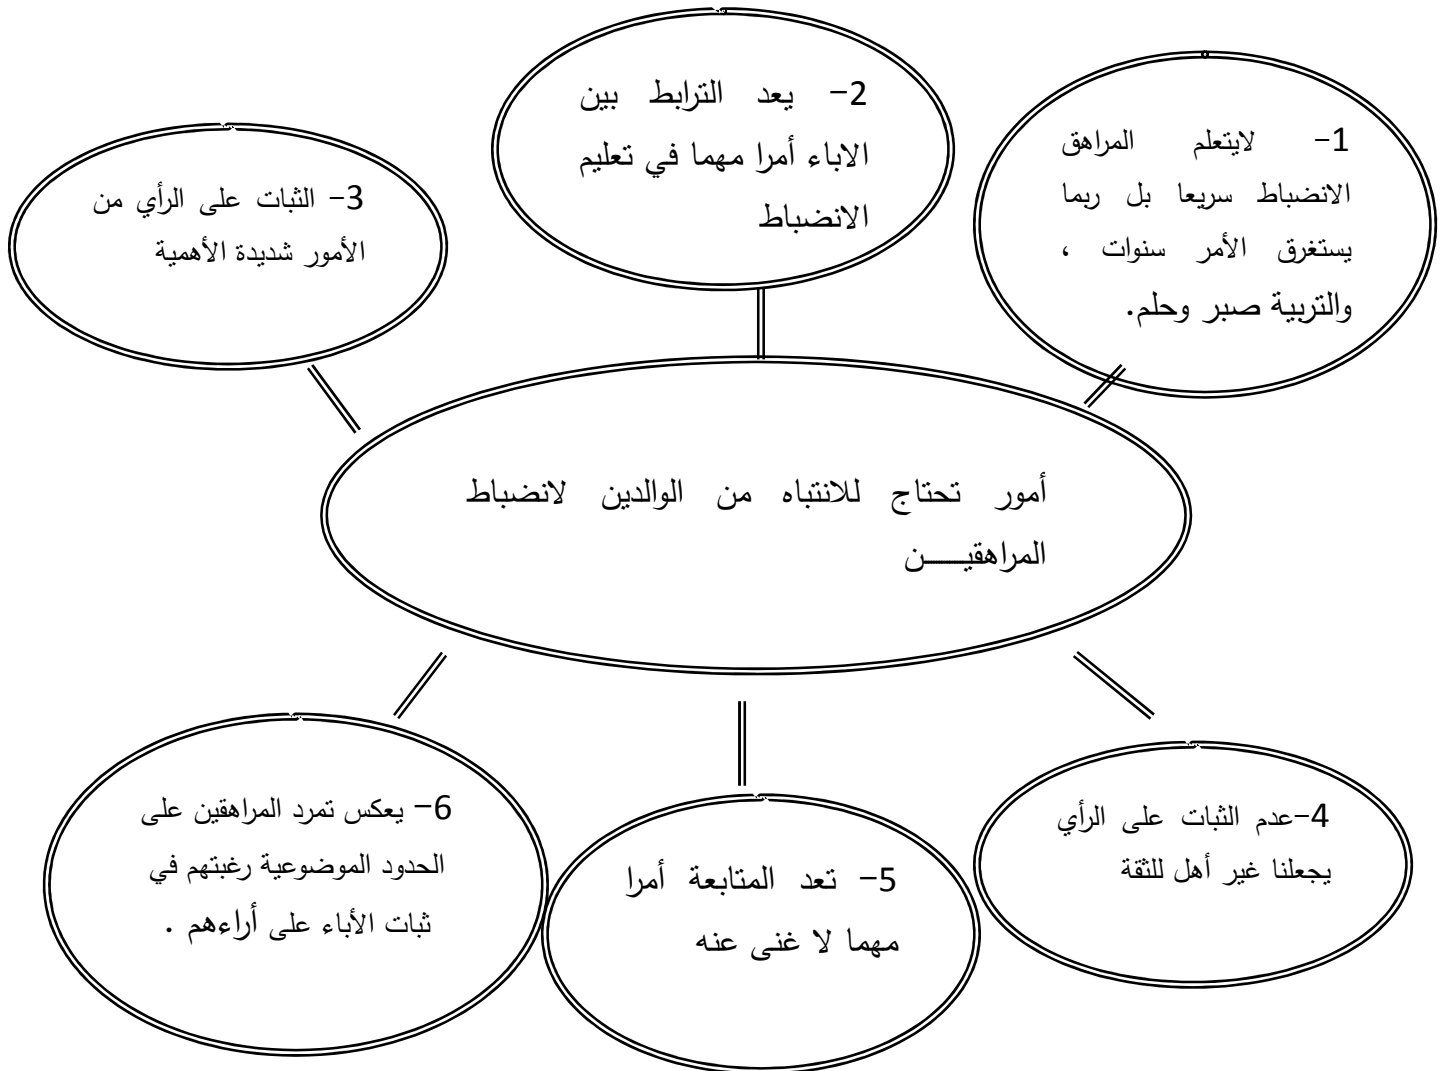 1- لايتعلم المراهق
الانضباط سريعا بل ربما
يستغرق الأمر سنوات ،
والتربية صبر وحلم.
2- يعد الترابط بين
الاباء أمرا مهما في تعليم
الانضباط
3- الثبات على الرأي من
الأمور شديدة الأهمية
أمور تحتاج للانتباه من الوالدين لانضباط
المراهقيــــن
4-عدم الثبات على الرأي
يجعلنا غير أهل للثقة
5- تعد المتابعة أمرا
مهما لا غنى عنه
6- يعكس تمرد المراهقين على
الحدود الموضوعية رغبتهم في
ثبات الأباء على أراءهم .